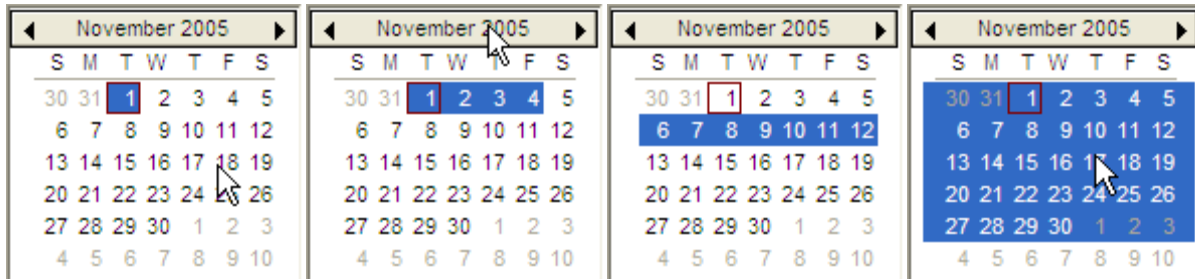 November 2005
S M T W T F S
30 31 1 2 3 4 5
6 7 8 9 10 11 12
13 14 15 16 17 18 19
20 21 22 23 24 26
27 28 29 30 1 2 3
4 5 6 7 8 9 10
November 2005
S M T W T F S
30 31 1 2 3 4 5
6 7 8 9 10 11 12
13 14 15 16 17 18 19
20 21 22 23 24 25 26
27 28 29 30 1 2 3
4 5 6 7 8 9 10
November 2005
S M T W T F S
30 31 1 2 3 4 5
6 7 8 9 10 11 12
13 14 15 16 17 18 19
20 21 22 23 24 25 26
27 28 29 30 1 2 3
4 5 6 7 8 9 10
November 2005
S M T W T F S
30 31 1 2 3 4 5
6 7 8 9 10 11 12
13 14 15 16 17 18 19
20 21 22 23 24 25 26
27 28 29 30 1 2 3
4 5 6 7 8 9 10